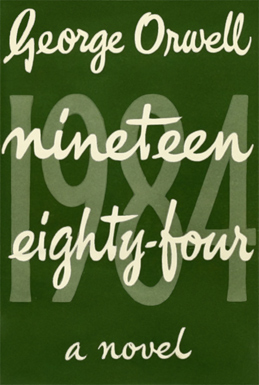 George Orwell
1984
nineteen
eighty-four
a novel